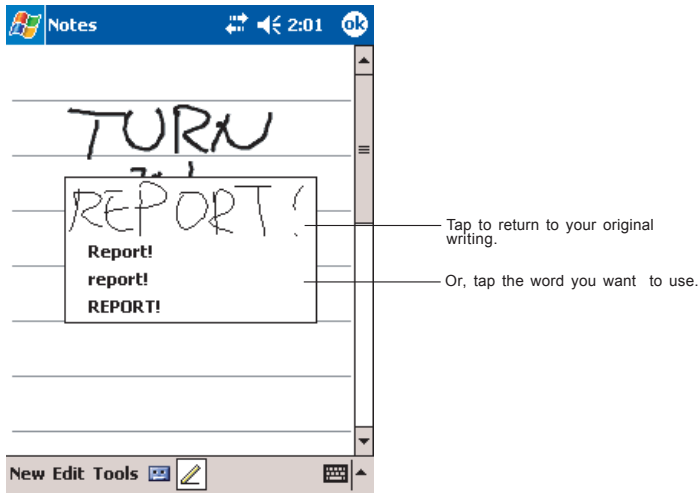 Notes 2:01 ok
TURN
REPORT!
Report!
report!
REPORT!
Tap to return to your original
writing.
Or, tap the word you want to use.
New Edit Tools